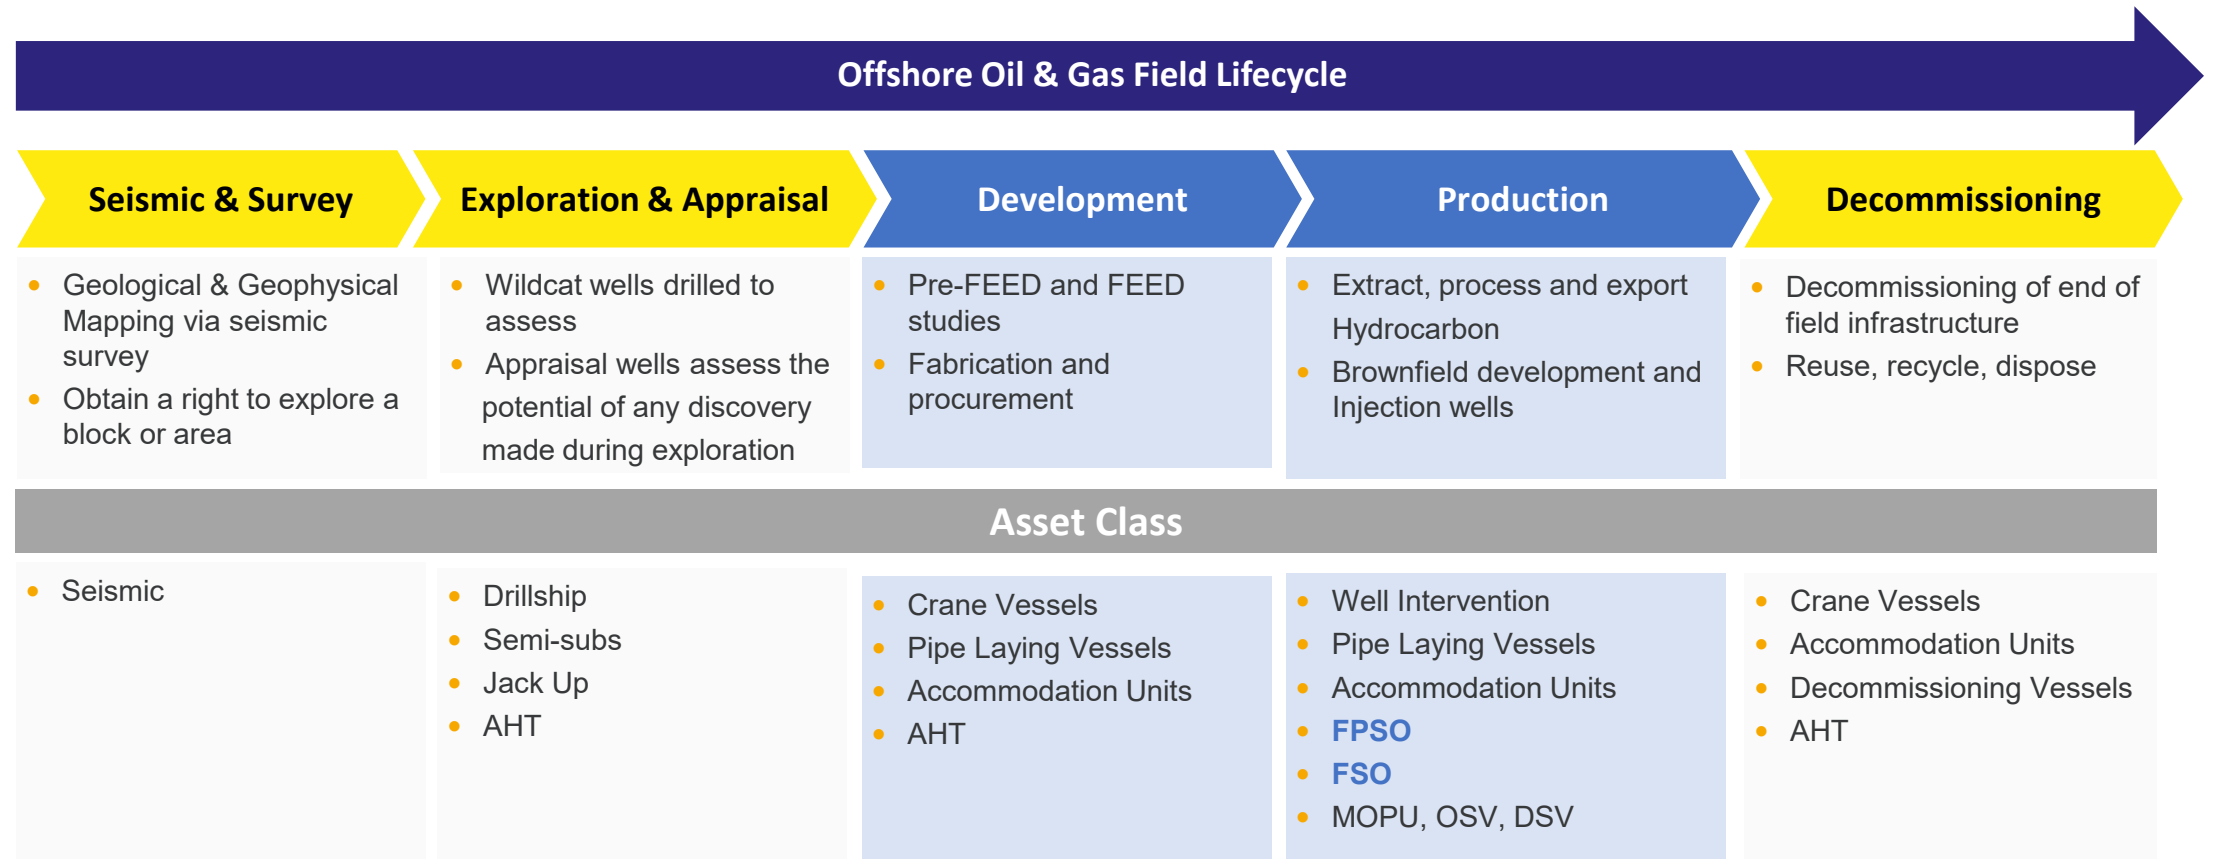 Offshore Oil & Gas Field Lifecycle
Seismic & Survey
Exploration & Appraisal
Development
Production
Decommissioning
• Geological & Geophysical
Mapping via seismic
survey
• Obtain a right to explore a
block or area
• Wildcat wells drilled to
assess
• Appraisal wells assess the
potential of any discovery
made during exploration
• Pre-FEED and FEED
studies
• Fabrication and
procurement
• Extract, process and export
Hydrocarbon
• Brownfield development and
Injection wells
• Decommissioning of end of
field infrastructure
• Reuse, recycle, dispose
Asset Class
• Seismic
• Drillship
• Semi-subs
• Jack Up
• AHT
• Crane Vessels
• Pipe Laying Vessels
• Accommodation Units
• AHT
• Well Intervention
• Pipe Laying Vessels
• Accommodation Units
• FPSO
• FSO
• MOPU, OSV, DSV
• Crane Vessels
• Accommodation Units
• Decommissioning Vessels
• AHT